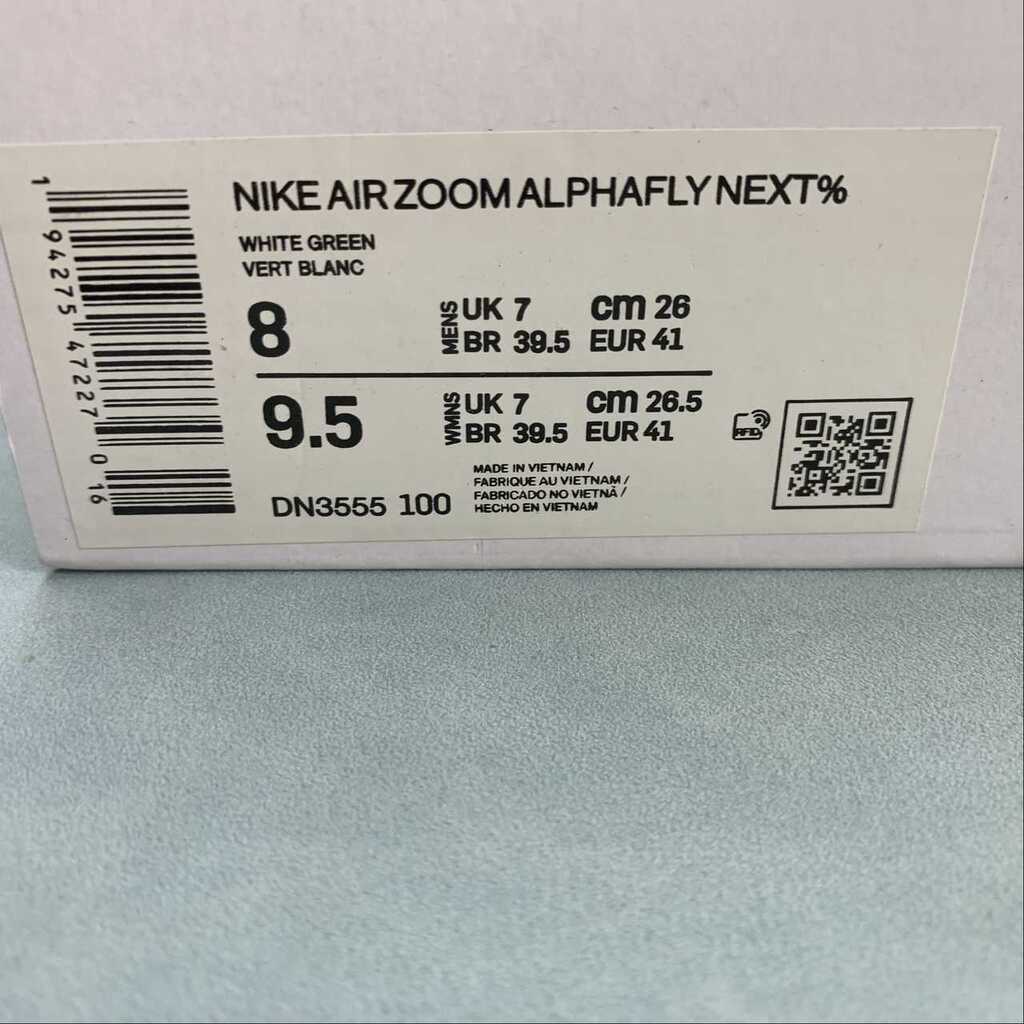 NIKE AIR ZOOM ALPHAFLY NEXT%
WHITE GREEN
VERT BLANC
8
MENS
UK 7 cm 26
BR 39.5 EUR 41
9.5
WMNS
UK 7 cm 26.5
BR 39.5 EUR 41
MADE IN VIETNAM /
FABRIQUE AU VIETNAM /
FABRICADO NO VIETNÃ /
HECHO EN VIETNAM
DN3555 100
RFID
1 94275 47227 0 16